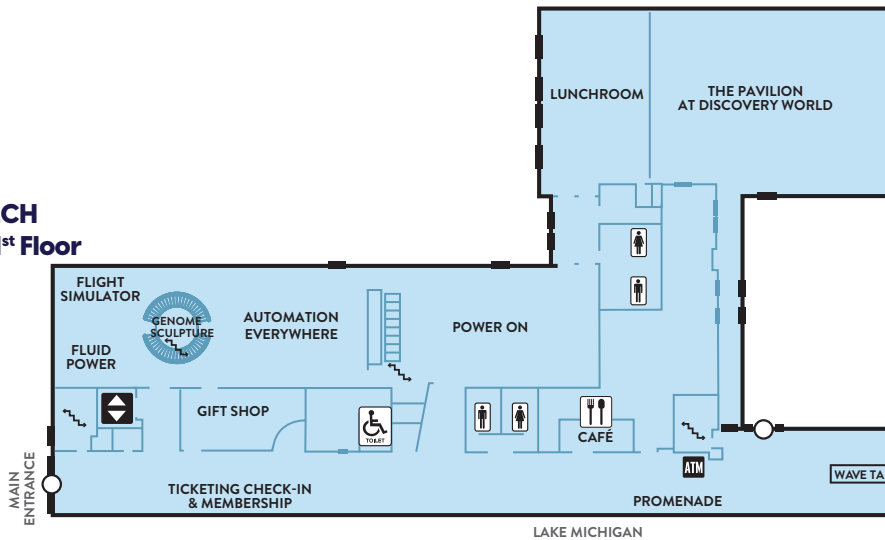 LUNCHROOM
THE PAVILION
AT DISCOVERY WORLD
CH
1st Floor
FLIGHT
SIMULATOR
GENOME
SCULPTURE
AUTOMATION
EVERYWHERE
POWER ON
FLUID
POWER
GIFT SHOP
TOILET
CAFÉ
MAIN
ENTRANCE
TICKETING CHECK-IN
& MEMBERSHIP
ATM
WAVE TA
PROMENADE
LAKE MICHIGAN